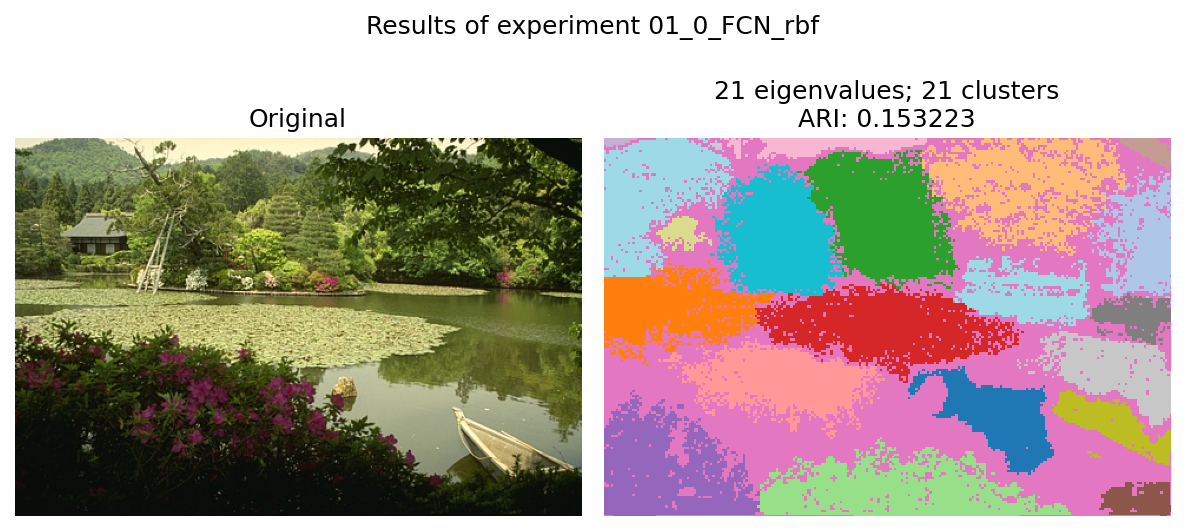 Results of experiment 01_0_FCN_rbf
Original
21 eigenvalues; 21 clusters
ARI: 0.153223